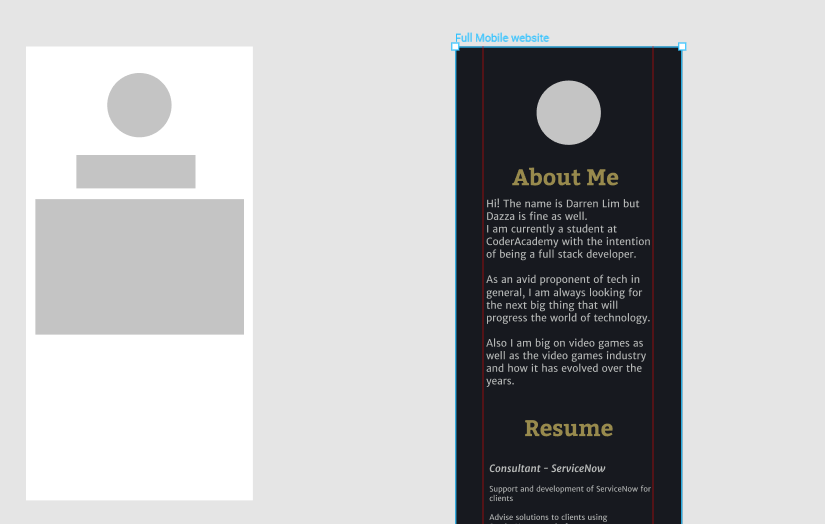 Full Mobile website
About Me
Hi! The name is Darren Lim but
Dazza is fine as well.
I am currently a student at
CoderAcademy with the intention
of being a full stack developer.
As an avid proponent of tech in
general, I am always looking for
the next big thing that will
progress the world of technology.
Also I am big on video games as
well as the video games industry
and how it has evolved over the
years.
Resume
Consultant - ServiceNow
Support and development of ServiceNow for
clients
Advise solutions to clients using